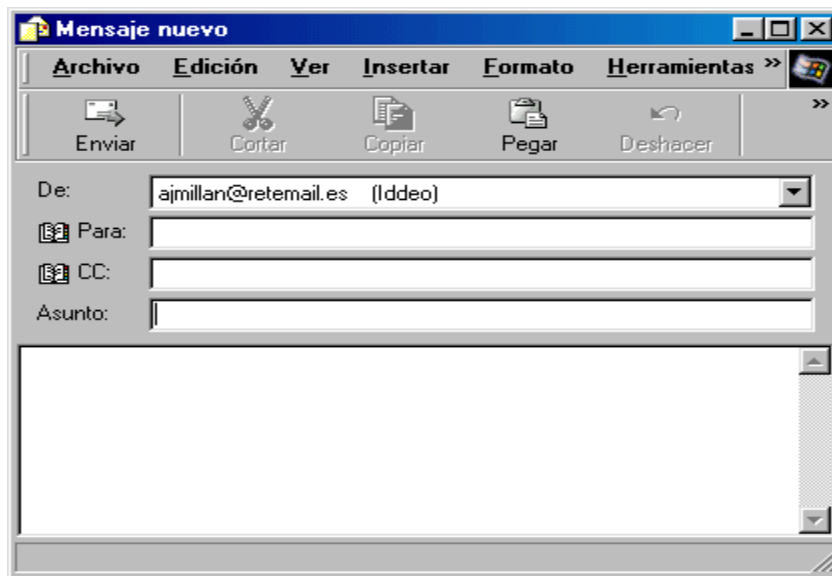 Mensaje nuevo
Archivo Edición Ver Insertar Formato Herramientas »
Enviar Cortar Copiar Pegar Deshacer »
De: ajmillan@retemail.es (Iddeo)
Para:
CC:
Asunto: